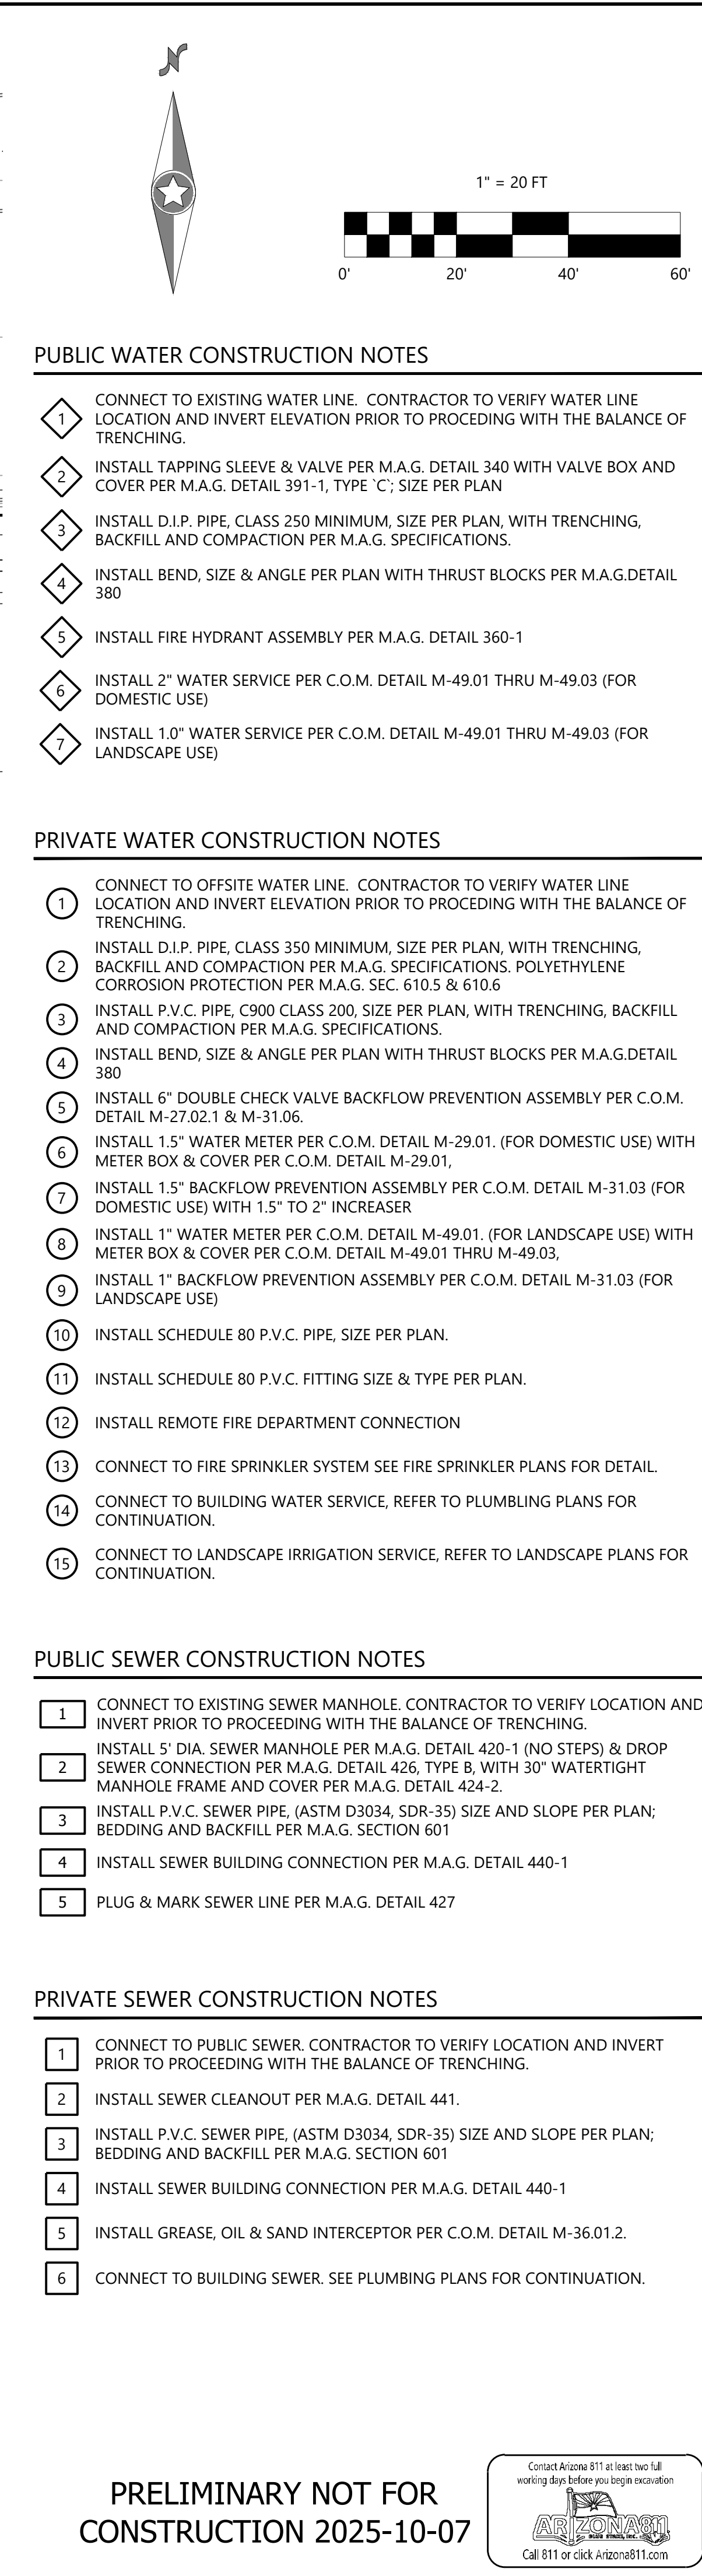 N
1" = 20 FT
0' 20' 40' 60'
PUBLIC WATER CONSTRUCTION NOTES
1 CONNECT TO EXISTING WATER LINE. CONTRACTOR TO VERIFY WATER LINE
LOCATION AND INVERT ELEVATION PRIOR TO PROCEDING WITH THE BALANCE OF
TRENCHING.
2 INSTALL TAPPING SLEEVE & VALVE PER M.A.G. DETAIL 340 WITH VALVE BOX AND
COVER PER M.A.G. DETAIL 391-1, TYPE `C`; SIZE PER PLAN
3 INSTALL D.I.P. PIPE, CLASS 250 MINIMUM, SIZE PER PLAN, WITH TRENCHING,
BACKFILL AND COMPACTION PER M.A.G. SPECIFICATIONS.
4 INSTALL BEND, SIZE & ANGLE PER PLAN WITH THRUST BLOCKS PER M.A.G.DETAIL
380
5 INSTALL FIRE HYDRANT ASSEMBLY PER M.A.G. DETAIL 360-1
6 INSTALL 2" WATER SERVICE PER C.O.M. DETAIL M-49.01 THRU M-49.03 (FOR
DOMESTIC USE)
7 INSTALL 1.0" WATER SERVICE PER C.O.M. DETAIL M-49.01 THRU M-49.03 (FOR
LANDSCAPE USE)
PRIVATE WATER CONSTRUCTION NOTES
1 CONNECT TO OFFSITE WATER LINE. CONTRACTOR TO VERIFY WATER LINE
LOCATION AND INVERT ELEVATION PRIOR TO PROCEDING WITH THE BALANCE OF
TRENCHING.
2 INSTALL D.I.P. PIPE, CLASS 350 MINIMUM, SIZE PER PLAN, WITH TRENCHING,
BACKFILL AND COMPACTION PER M.A.G. SPECIFICATIONS. POLYETHYLENE
CORROSION PROTECTION PER M.A.G. SEC. 610.5 & 610.6
3 INSTALL P.V.C. PIPE, C900 CLASS 200, SIZE PER PLAN, WITH TRENCHING, BACKFILL
AND COMPACTION PER M.A.G. SPECIFICATIONS.
4 INSTALL BEND, SIZE & ANGLE PER PLAN WITH THRUST BLOCKS PER M.A.G.DETAIL
380
5 INSTALL 6" DOUBLE CHECK VALVE BACKFLOW PREVENTION ASSEMBLY PER C.O.M.
DETAIL M-27.02.1 & M-31.06.
6 INSTALL 1.5" WATER METER PER C.O.M. DETAIL M-29.01. (FOR DOMESTIC USE) WITH
METER BOX & COVER PER C.O.M. DETAIL M-29.01,
7 INSTALL 1.5" BACKFLOW PREVENTION ASSEMBLY PER C.O.M. DETAIL M-31.03 (FOR
DOMESTIC USE) WITH 1.5" TO 2" INCREASER
8 INSTALL 1" WATER METER PER C.O.M. DETAIL M-49.01. (FOR LANDSCAPE USE) WITH
METER BOX & COVER PER C.O.M. DETAIL M-49.01 THRU M-49.03,
9 INSTALL 1" BACKFLOW PREVENTION ASSEMBLY PER C.O.M. DETAIL M-31.03 (FOR
LANDSCAPE USE)
10 INSTALL SCHEDULE 80 P.V.C. PIPE, SIZE PER PLAN.
11 INSTALL SCHEDULE 80 P.V.C. FITTING SIZE & TYPE PER PLAN.
12 INSTALL REMOTE FIRE DEPARTMENT CONNECTION
13 CONNECT TO FIRE SPRINKLER SYSTEM SEE FIRE SPRINKLER PLANS FOR DETAIL.
14 CONNECT TO BUILDING WATER SERVICE, REFER TO PLUMBLING PLANS FOR
CONTINUATION.
15 CONNECT TO LANDSCAPE IRRIGATION SERVICE, REFER TO LANDSCAPE PLANS FOR
CONTINUATION.
PUBLIC SEWER CONSTRUCTION NOTES
1 CONNECT TO EXISTING SEWER MANHOLE. CONTRACTOR TO VERIFY LOCATION AND
INVERT PRIOR TO PROCEEDING WITH THE BALANCE OF TRENCHING.
2 INSTALL 5' DIA. SEWER MANHOLE PER M.A.G. DETAIL 420-1 (NO STEPS) & DROP
SEWER CONNECTION PER M.A.G. DETAIL 426, TYPE B, WITH 30" WATERTIGHT
MANHOLE FRAME AND COVER PER M.A.G. DETAIL 424-2.
3 INSTALL P.V.C. SEWER PIPE, (ASTM D3034, SDR-35) SIZE AND SLOPE PER PLAN;
BEDDING AND BACKFILL PER M.A.G. SECTION 601
4 INSTALL SEWER BUILDING CONNECTION PER M.A.G. DETAIL 440-1
5 PLUG & MARK SEWER LINE PER M.A.G. DETAIL 427
PRIVATE SEWER CONSTRUCTION NOTES
1 CONNECT TO PUBLIC SEWER. CONTRACTOR TO VERIFY LOCATION AND INVERT
PRIOR TO PROCEEDING WITH THE BALANCE OF TRENCHING.
2 INSTALL SEWER CLEANOUT PER M.A.G. DETAIL 441.
3 INSTALL P.V.C. SEWER PIPE, (ASTM D3034, SDR-35) SIZE AND SLOPE PER PLAN;
BEDDING AND BACKFILL PER M.A.G. SECTION 601
4 INSTALL SEWER BUILDING CONNECTION PER M.A.G. DETAIL 440-1
5 INSTALL GREASE, OIL & SAND INTERCEPTOR PER C.O.M. DETAIL M-36.01.2.
6 CONNECT TO BUILDING SEWER. SEE PLUMBING PLANS FOR CONTINUATION.
PRELIMINARY NOT FOR
CONSTRUCTION 2025-10-07
Contact Arizona 811 at least two full
working days before you begin excavation
ARIZONA811
BLUE STAKE, INC.
Call 811 or click Arizona811.com